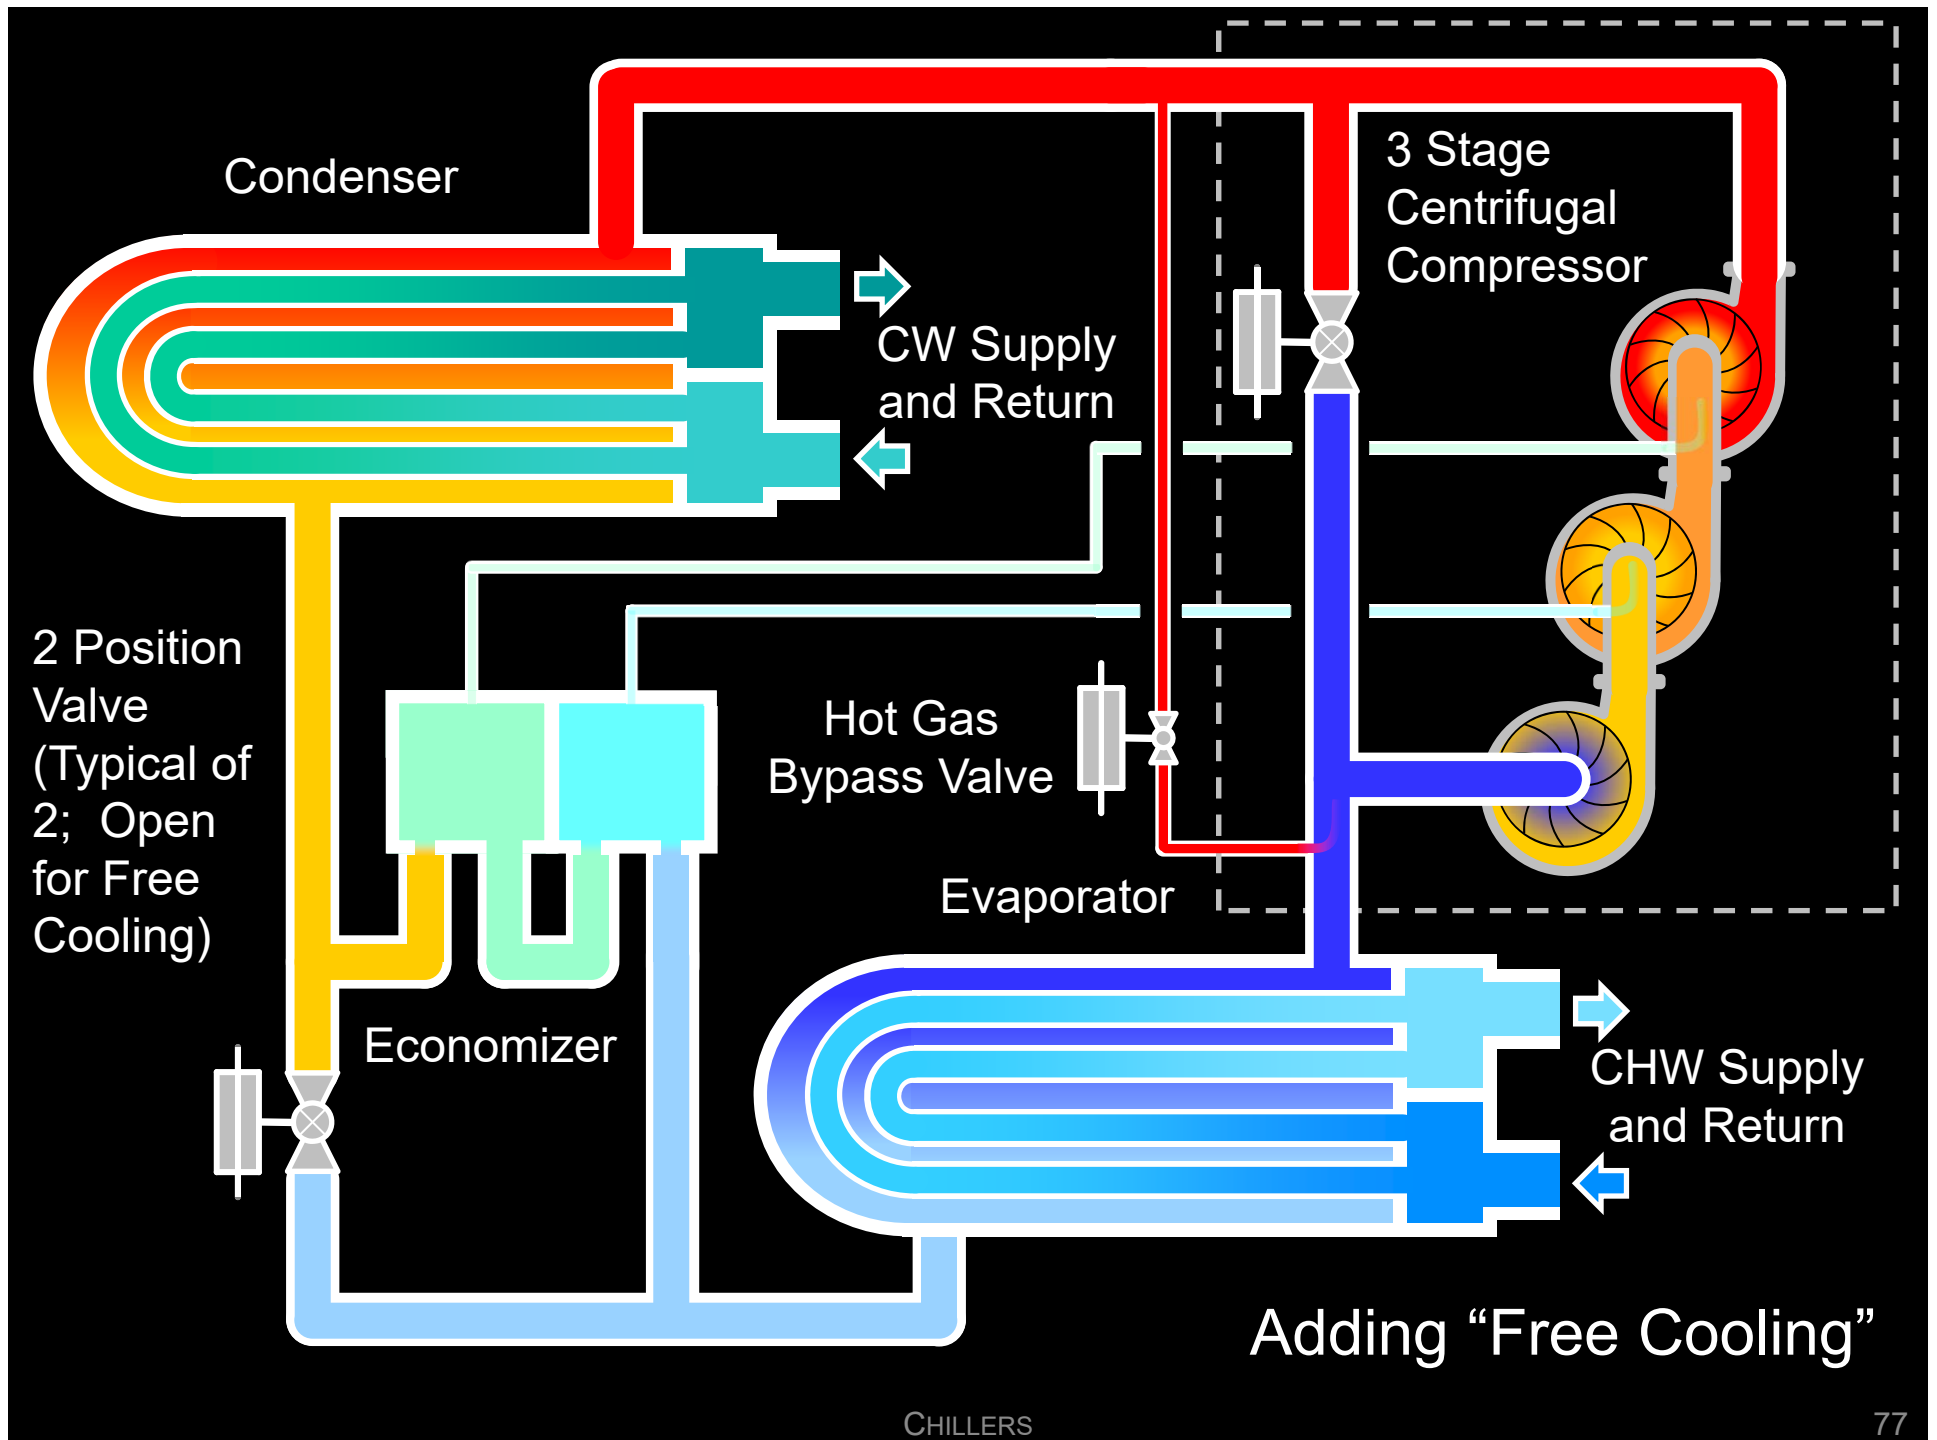 Condenser
3 Stage
Centrifugal
Compressor
CW Supply
and Return
2 Position
Valve
(Typical of
2;  Open
for Free
Cooling)
Hot Gas
Bypass Valve
Evaporator
Economizer
CHW Supply
and Return
Adding “Free Cooling”
CHILLERS
77